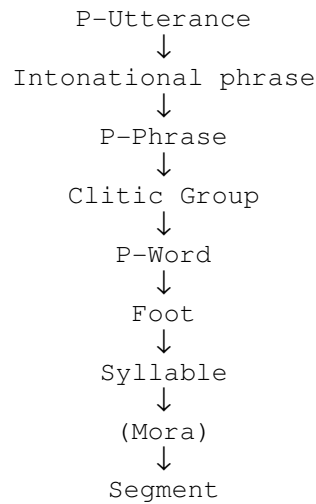 P-Utterance
↓
Intonational phrase
↓
P-Phrase
↓
Clitic Group
↓
P-Word
↓
Foot
↓
Syllable
↓
(Mora)
↓
Segment